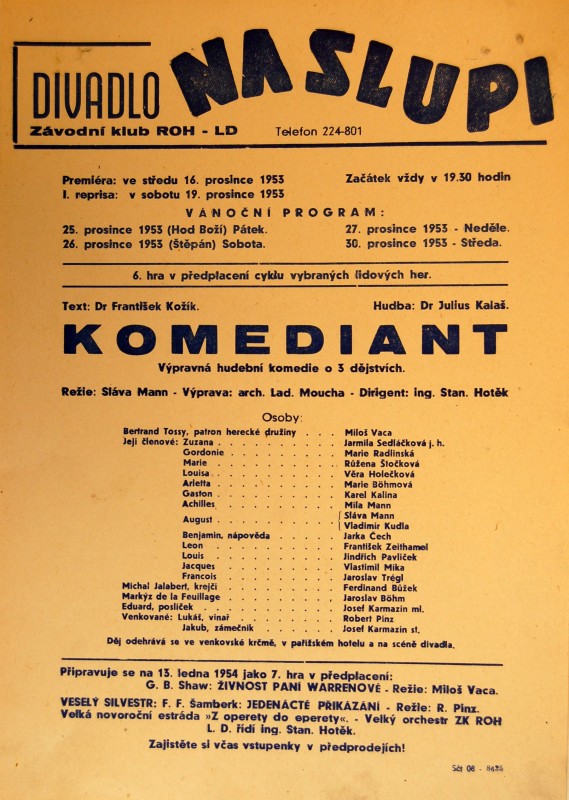 DIVADLO NA SLUPI
Závodní klub ROH - LD Telefon 224-801
Premiéra: ve středu 16. prosince 1953 Začátek vždy v 19.30 hodin
I. reprisa: v sobotu 19. prosince 1953
VÁNOČNÍ PROGRAM:
25. prosince 1953 (Hod Boží) Pátek. 27. prosince 1953 - Neděle.
26. prosince 1953 (Štěpán) Sobota. 30. prosince 1953 - Středa.
6. hra v předplacení cyklu vybraných lidových her.
Text: Dr František Kožík. Hudba: Dr Julius Kalaš.
KOMEDIANT
Výpravná hudební komedie o 3 dějstvích.
Režie: Sláva Mann - Výprava: arch. Lad. Moucha - Dirigent: ing. Stan. Hotěk
Osoby:
Bertrand Tossy, patron herecké družiny . . . Miloš Vaca
Její členové: Zuzana . . . . . . . . . . Jarmila Sedláčková j. h.
Gordonie . . . . . . . . . Marie Radlinská
Marie . . . . . . . . . . Růžena Štočková
Louisa . . . . . . . . . . Věra Holečková
Arletta . . . . . . . . . . Marie Böhmová
Gaston . . . . . . . . . . Karel Kalina
Achilles . . . . . . . . . . Míla Mann
August . . . . . . . . . . Sláva Mann
Vladimír Kudla
Benjamin, nápověda . . . . . . Jarka Čech
Leon . . . . . . . . . . František Zeithamel
Louis . . . . . . . . . . Jindřich Pavlíček
Jacques . . . . . . . . . . Vlastimil Mika
Francois . . . . . . . . . . Jaroslav Trégl
Michal Jalabert, krejčí . . . . . . . . Ferdinand Bůžek
Markýz de la Feuillage . . . . . . . . Jaroslav Böhm
Eduard, poslíček . . . . . . . . . . Josef Karmazin ml.
Venkované: Lukáš, vinař . . . . . . . . Robert Pinz
Jakub, zámečník . . . . . . . Josef Karmazin st.
Děj odehrává se ve venkovské krčmě, v pařížském hotelu a na scéně divadla.
Připravuje se na 13. ledna 1954 jako 7. hra v předplacení:
G. B. Shaw: ŽIVNOST PANÍ WARRENOVÉ - Režie: Miloš Vaca.
VESELÝ SILVESTR: F. F. Šamberk: JEDENÁCTÉ PŘIKÁZÁNÍ - Režie: R. Pinz.
Velká novoroční estráda »Z operety do eperety«. - Velký orchestr ZK ROH
L. D. řídí ing. Stan. Hotěk.
Zajistěte si včas vstupenky v předprodejích!
Sčt 06 -